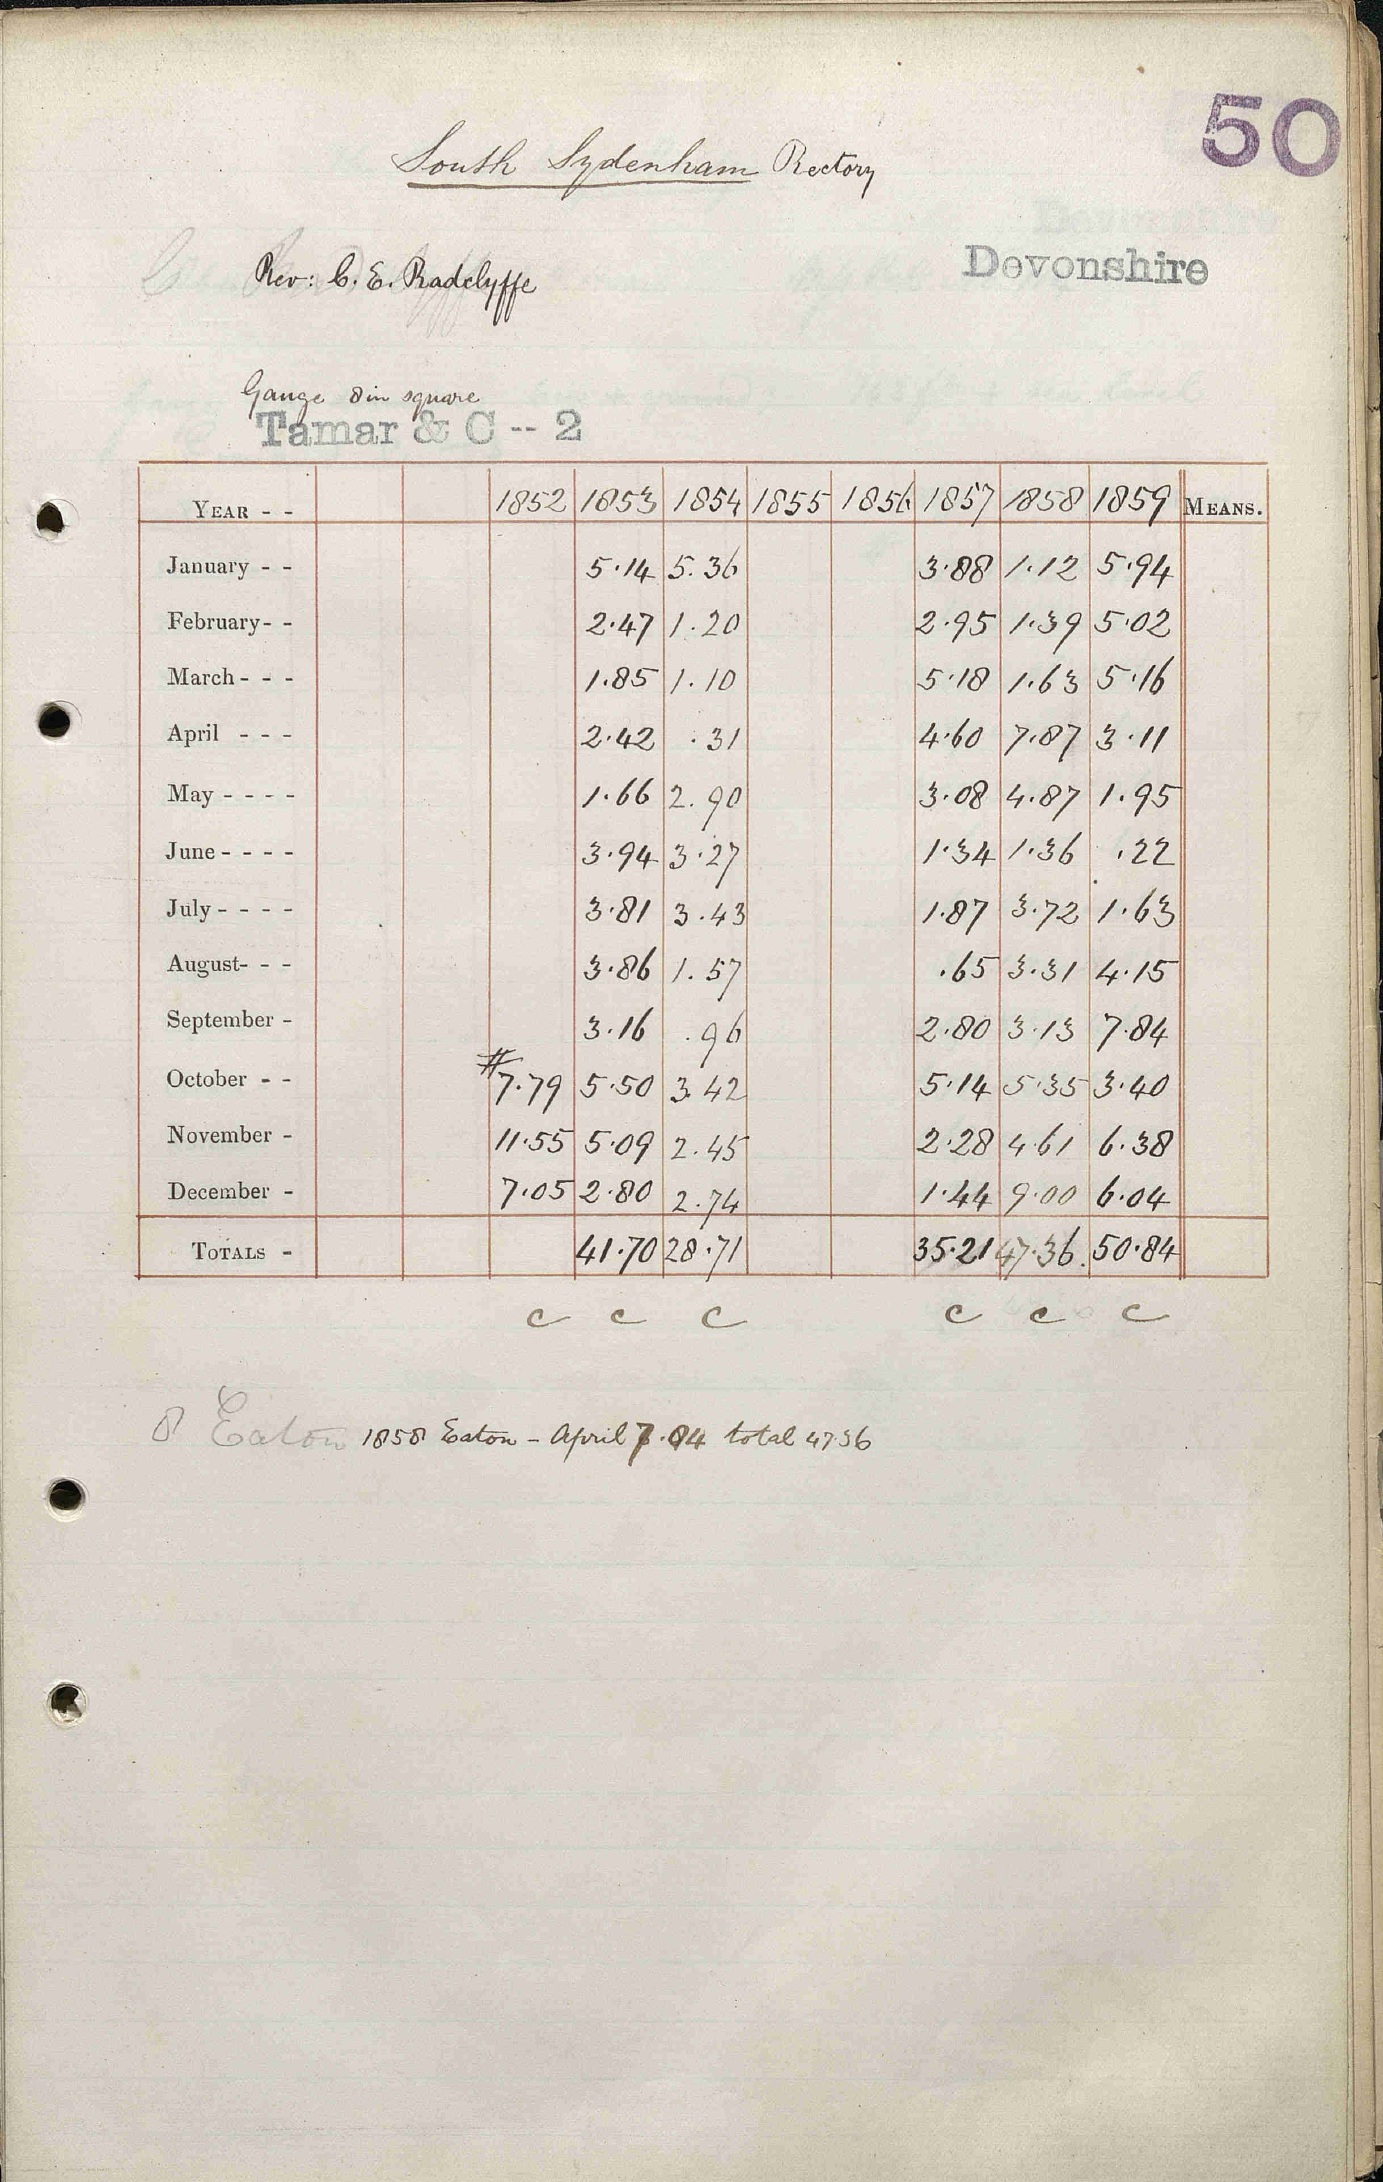 50
South Sydenham Rectory
Devonshire
Rev: C. E. Radclyffe
Gauge 8 in square
Tamar & C -- 2
YEAR - - 1852 1853 1854 1855 1856 1857 1858 1859 MEANS.
January - - 5.14 5.36 3.88 1.12 5.94
February - - 2.47 1.20 2.95 1.39 5.02
March - - - 1.85 1.10 5.18 1.63 5.16
April - - - 2.42 .31 4.60 7.87 3.11
May - - - - 1.66 2.90 3.08 4.87 1.95
June - - - - 3.94 3.27 1.34 1.36 .22
July - - - - 3.81 3.43 1.87 3.72 1.63
August - - - 3.86 1.57 .65 3.31 4.15
September - 3.16 .96 2.80 3.13 7.84
October - - # 7.79 5.50 3.42 5.14 5.35 3.40
November - 11.55 5.09 2.45 2.28 4.61 6.38
December - 7.05 2.80 2.74 1.44 9.00 6.04
TOTALS - 41.70 28.71 35.21 47.36 50.84
c c c c c c
8 Eaton 1858 Eaton - April 7.84 total 47.36